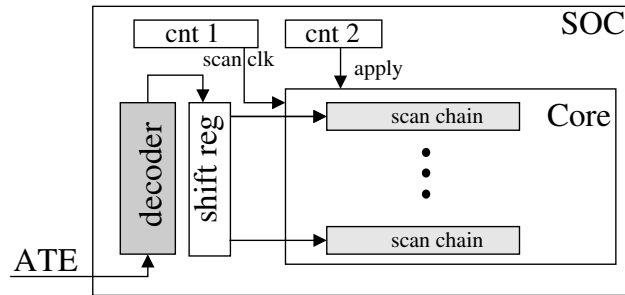 SOC
cnt 1
cnt 2
scan clk
apply
decoder
shift reg
scan chain
Core
scan chain
ATE